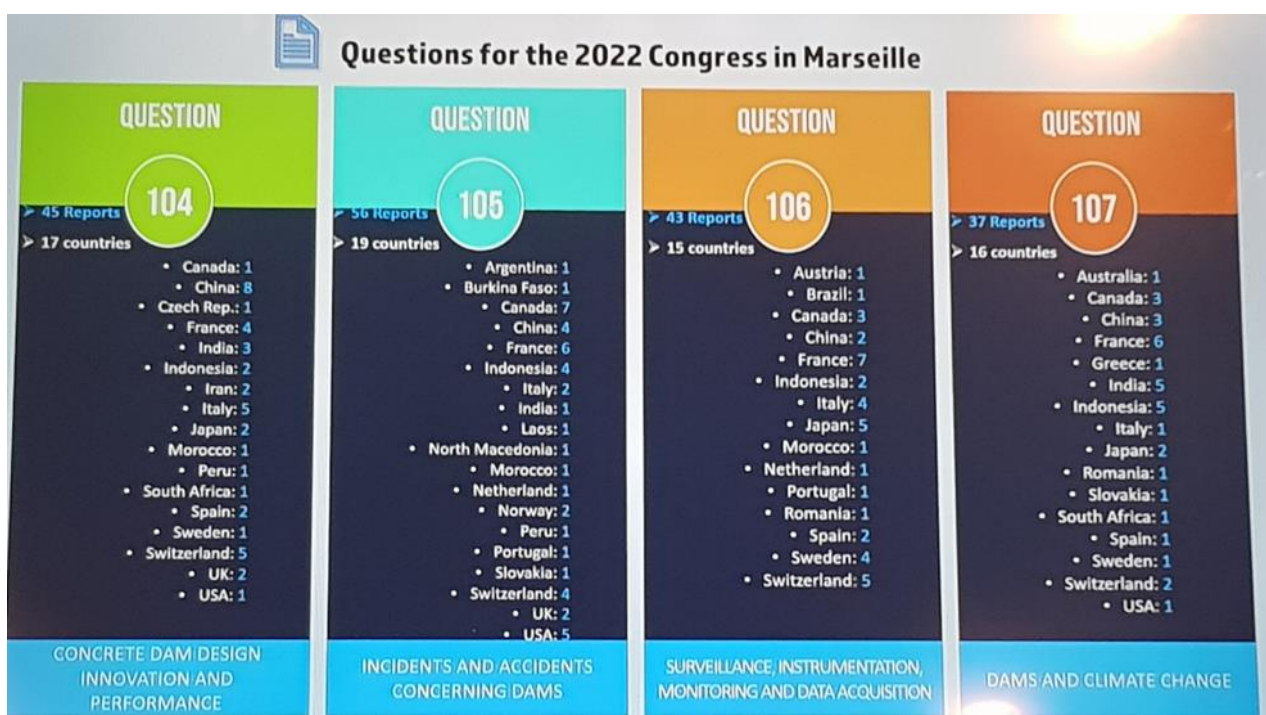 Questions for the 2022 Congress in Marseille
QUESTION
104
➢ 45 Reports
➢ 17 countries
• Canada: 1
• China: 8
• Czech Rep.: 1
• France: 4
• India: 3
• Indonesia: 2
• Iran: 2
• Italy: 5
• Japan: 2
• Morocco: 1
• Peru: 1
• South Africa: 1
• Spain: 2
• Sweden: 1
• Switzerland: 5
• UK: 2
• USA: 1
CONCRETE DAM DESIGN
INNOVATION AND
PERFORMANCE
QUESTION
105
➢ 56 Reports
➢ 19 countries
• Argentina: 1
• Burkina Faso: 1
• Canada: 7
• China: 4
• France: 6
• Indonesia: 4
• Italy: 2
• India: 1
• Laos: 1
• North Macedonia: 1
• Morocco: 1
• Netherland: 1
• Norway: 2
• Peru: 1
• Portugal: 1
• Slovakia: 1
• Switzerland: 4
• UK: 2
• USA: 5
INCIDENTS AND ACCIDENTS
CONCERNING DAMS
QUESTION
106
➢ 43 Reports
➢ 15 countries
• Austria: 1
• Brazil: 1
• Canada: 3
• China: 2
• France: 7
• Indonesia: 2
• Italy: 4
• Japan: 5
• Morocco: 1
• Netherland: 1
• Portugal: 1
• Romania: 1
• Spain: 2
• Sweden: 4
• Switzerland: 5
SURVEILLANCE, INSTRUMENTATION,
MONITORING AND DATA ACQUISITION
QUESTION
107
➢ 37 Reports
➢ 16 countries
• Australia: 1
• Canada: 3
• China: 3
• France: 6
• Greece: 1
• India: 5
• Indonesia: 5
• Italy: 1
• Japan: 2
• Romania: 1
• Slovakia: 1
• South Africa: 1
• Spain: 1
• Sweden: 1
• Switzerland: 2
• USA: 1
DAMS AND CLIMATE CHANGE